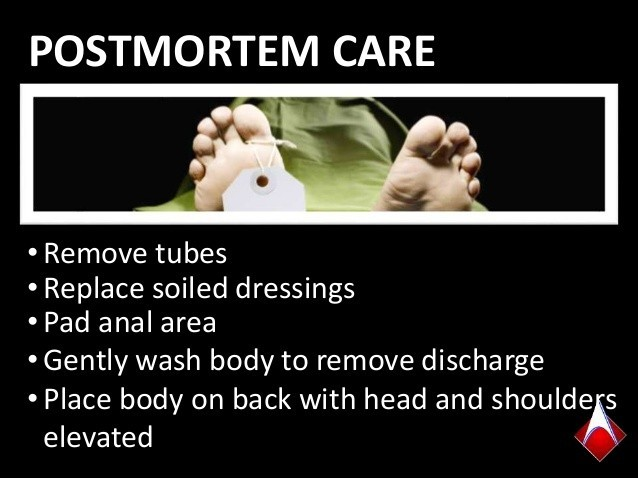 POSTMORTEM CARE
• Remove tubes
• Replace soiled dressings
• Pad anal area
• Gently wash body to remove discharge
• Place body on back with head and shoulders
elevated